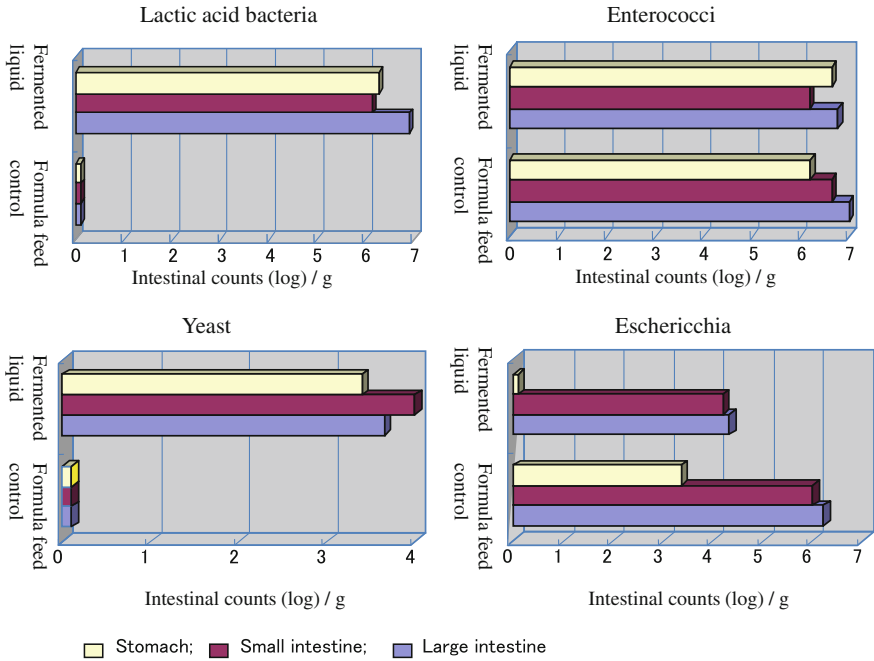 Lactic acid bacteria
Fermented
liquid
Formula feed
control
0 1 2 3 4 5 6 7
Intestinal counts (log) / g
Enterococci
Fermented
liquid
Formula feed
control
0 1 2 3 4 5 6 7
Intestinal counts (log) / g
Yeast
Fermented
liquid
Formula feed
control
0 1 2 3 4
Intestinal counts (log) / g
Eschericchia
Fermented
liquid
Formula feed
control
0 1 2 3 4 5 6 7
Intestinal counts (log) / g
Stomach; Small intestine; Large intestine